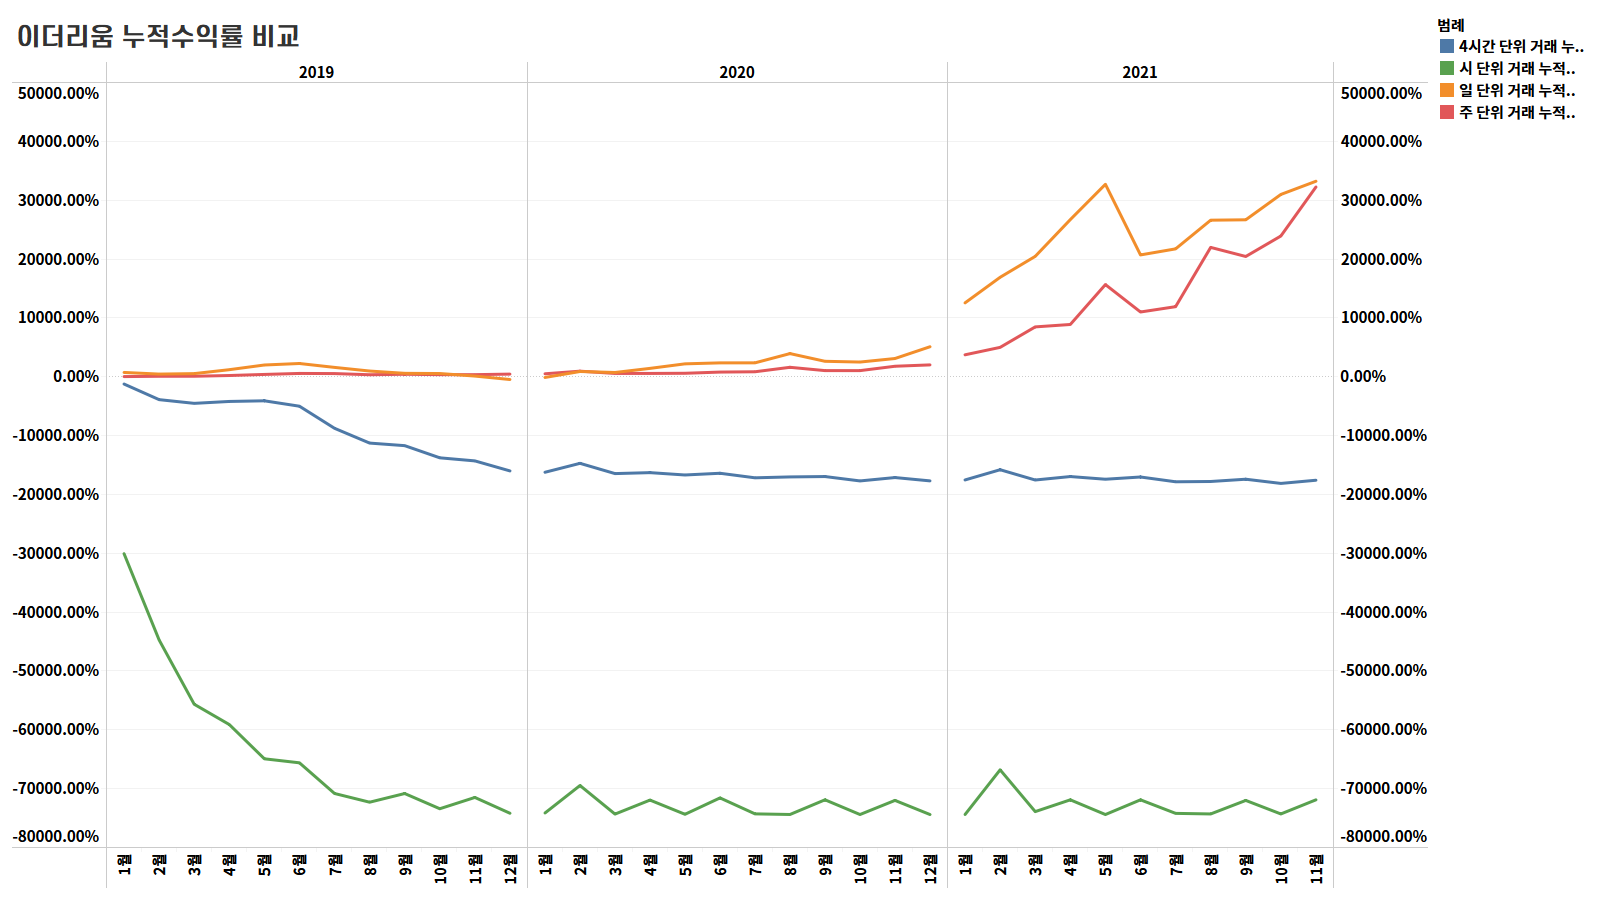 이더리움 누적수익률 비교
범례
4시간 단위 거래 누..
시 단위 거래 누적..
일 단위 거래 누적..
주 단위 거래 누적..
2019 2020 2021
50000.00% 50000.00%
40000.00% 40000.00%
30000.00% 30000.00%
20000.00% 20000.00%
10000.00% 10000.00%
0.00% 0.00%
-10000.00% -10000.00%
-20000.00% -20000.00%
-30000.00% -30000.00%
-40000.00% -40000.00%
-50000.00% -50000.00%
-60000.00% -60000.00%
-70000.00% -70000.00%
-80000.00% -80000.00%
1월 2월 3월 4월 5월 6월 7월 8월 9월 10월 11월 12월 1월 2월 3월 4월 5월 6월 7월 8월 9월 10월 11월 12월 1월 2월 3월 4월 5월 6월 7월 8월 9월 10월 11월